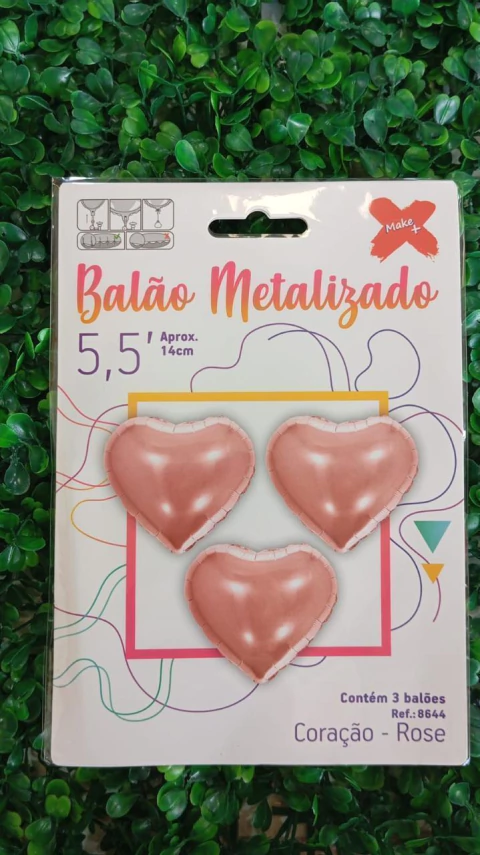 Make+
Balão Metalizado
5,5'
Aprox.
14cm
Contém 3 balões
Ref.: 8644
Coração - Rose